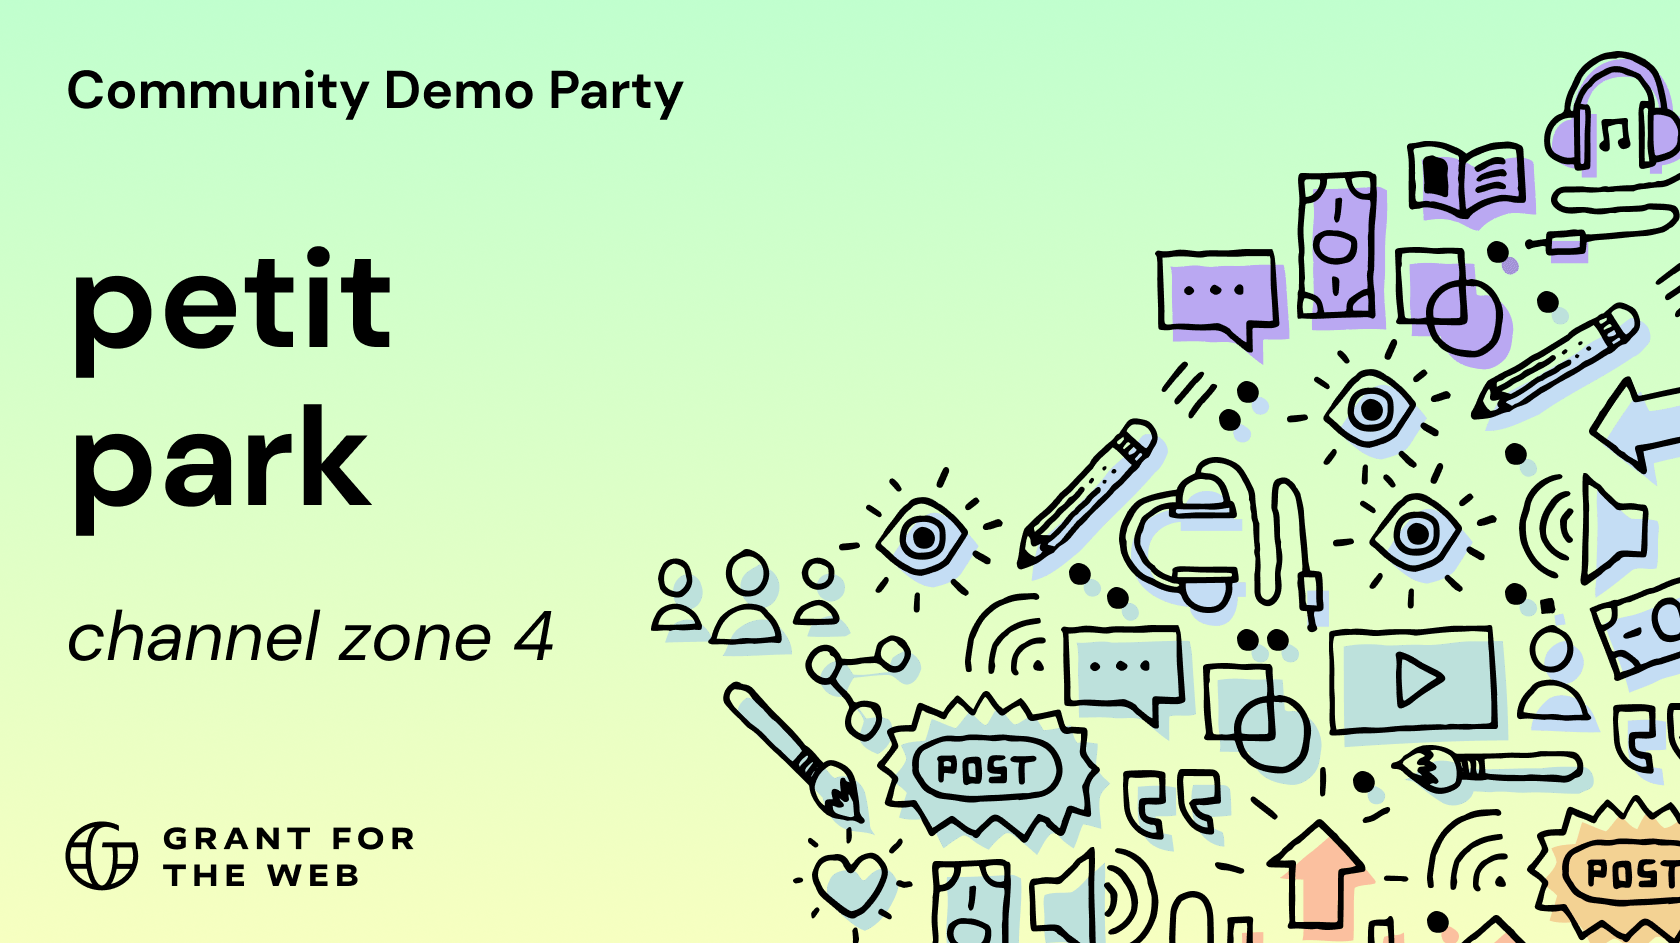 Community Demo Party
petit
park
channel zone 4
GRANT FOR
THE WEB
POST
POST